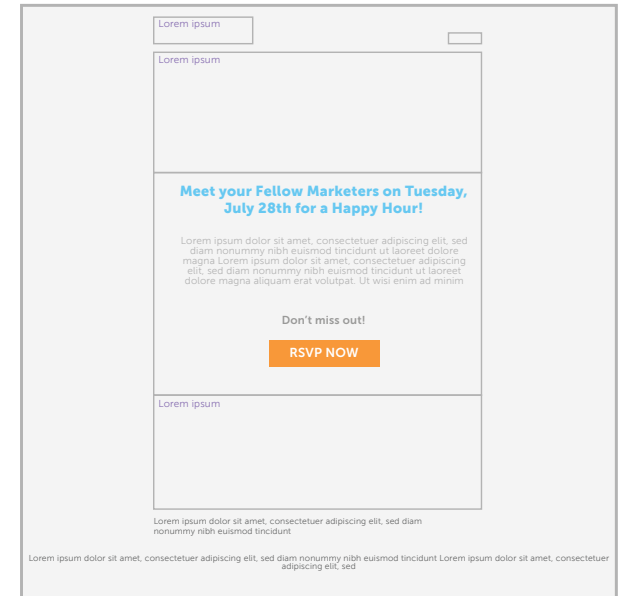 Lorem ipsum
Lorem ipsum
Meet your Fellow Marketers on Tuesday,
July 28th for a Happy Hour!
Lorem ipsum dolor sit amet, consectetuer adipiscing elit, sed
diam nonummy nibh euismod tincidunt ut laoreet dolore
magna Lorem ipsum dolor sit amet, consectetuer adipiscing
elit, sed diam nonummy nibh euismod tincidunt ut laoreet
dolore magna aliquam erat volutpat. Ut wisi enim ad minim
Don't miss out!
RSVP NOW
Lorem ipsum
Lorem ipsum dolor sit amet, consectetuer adipiscing elit, sed diam
nonummy nibh euismod tincidunt
Lorem ipsum dolor sit amet, consectetuer adipiscing elit, sed diam nonummy nibh euismod tincidunt Lorem ipsum dolor sit amet, consectetuer
adipiscing elit, sed